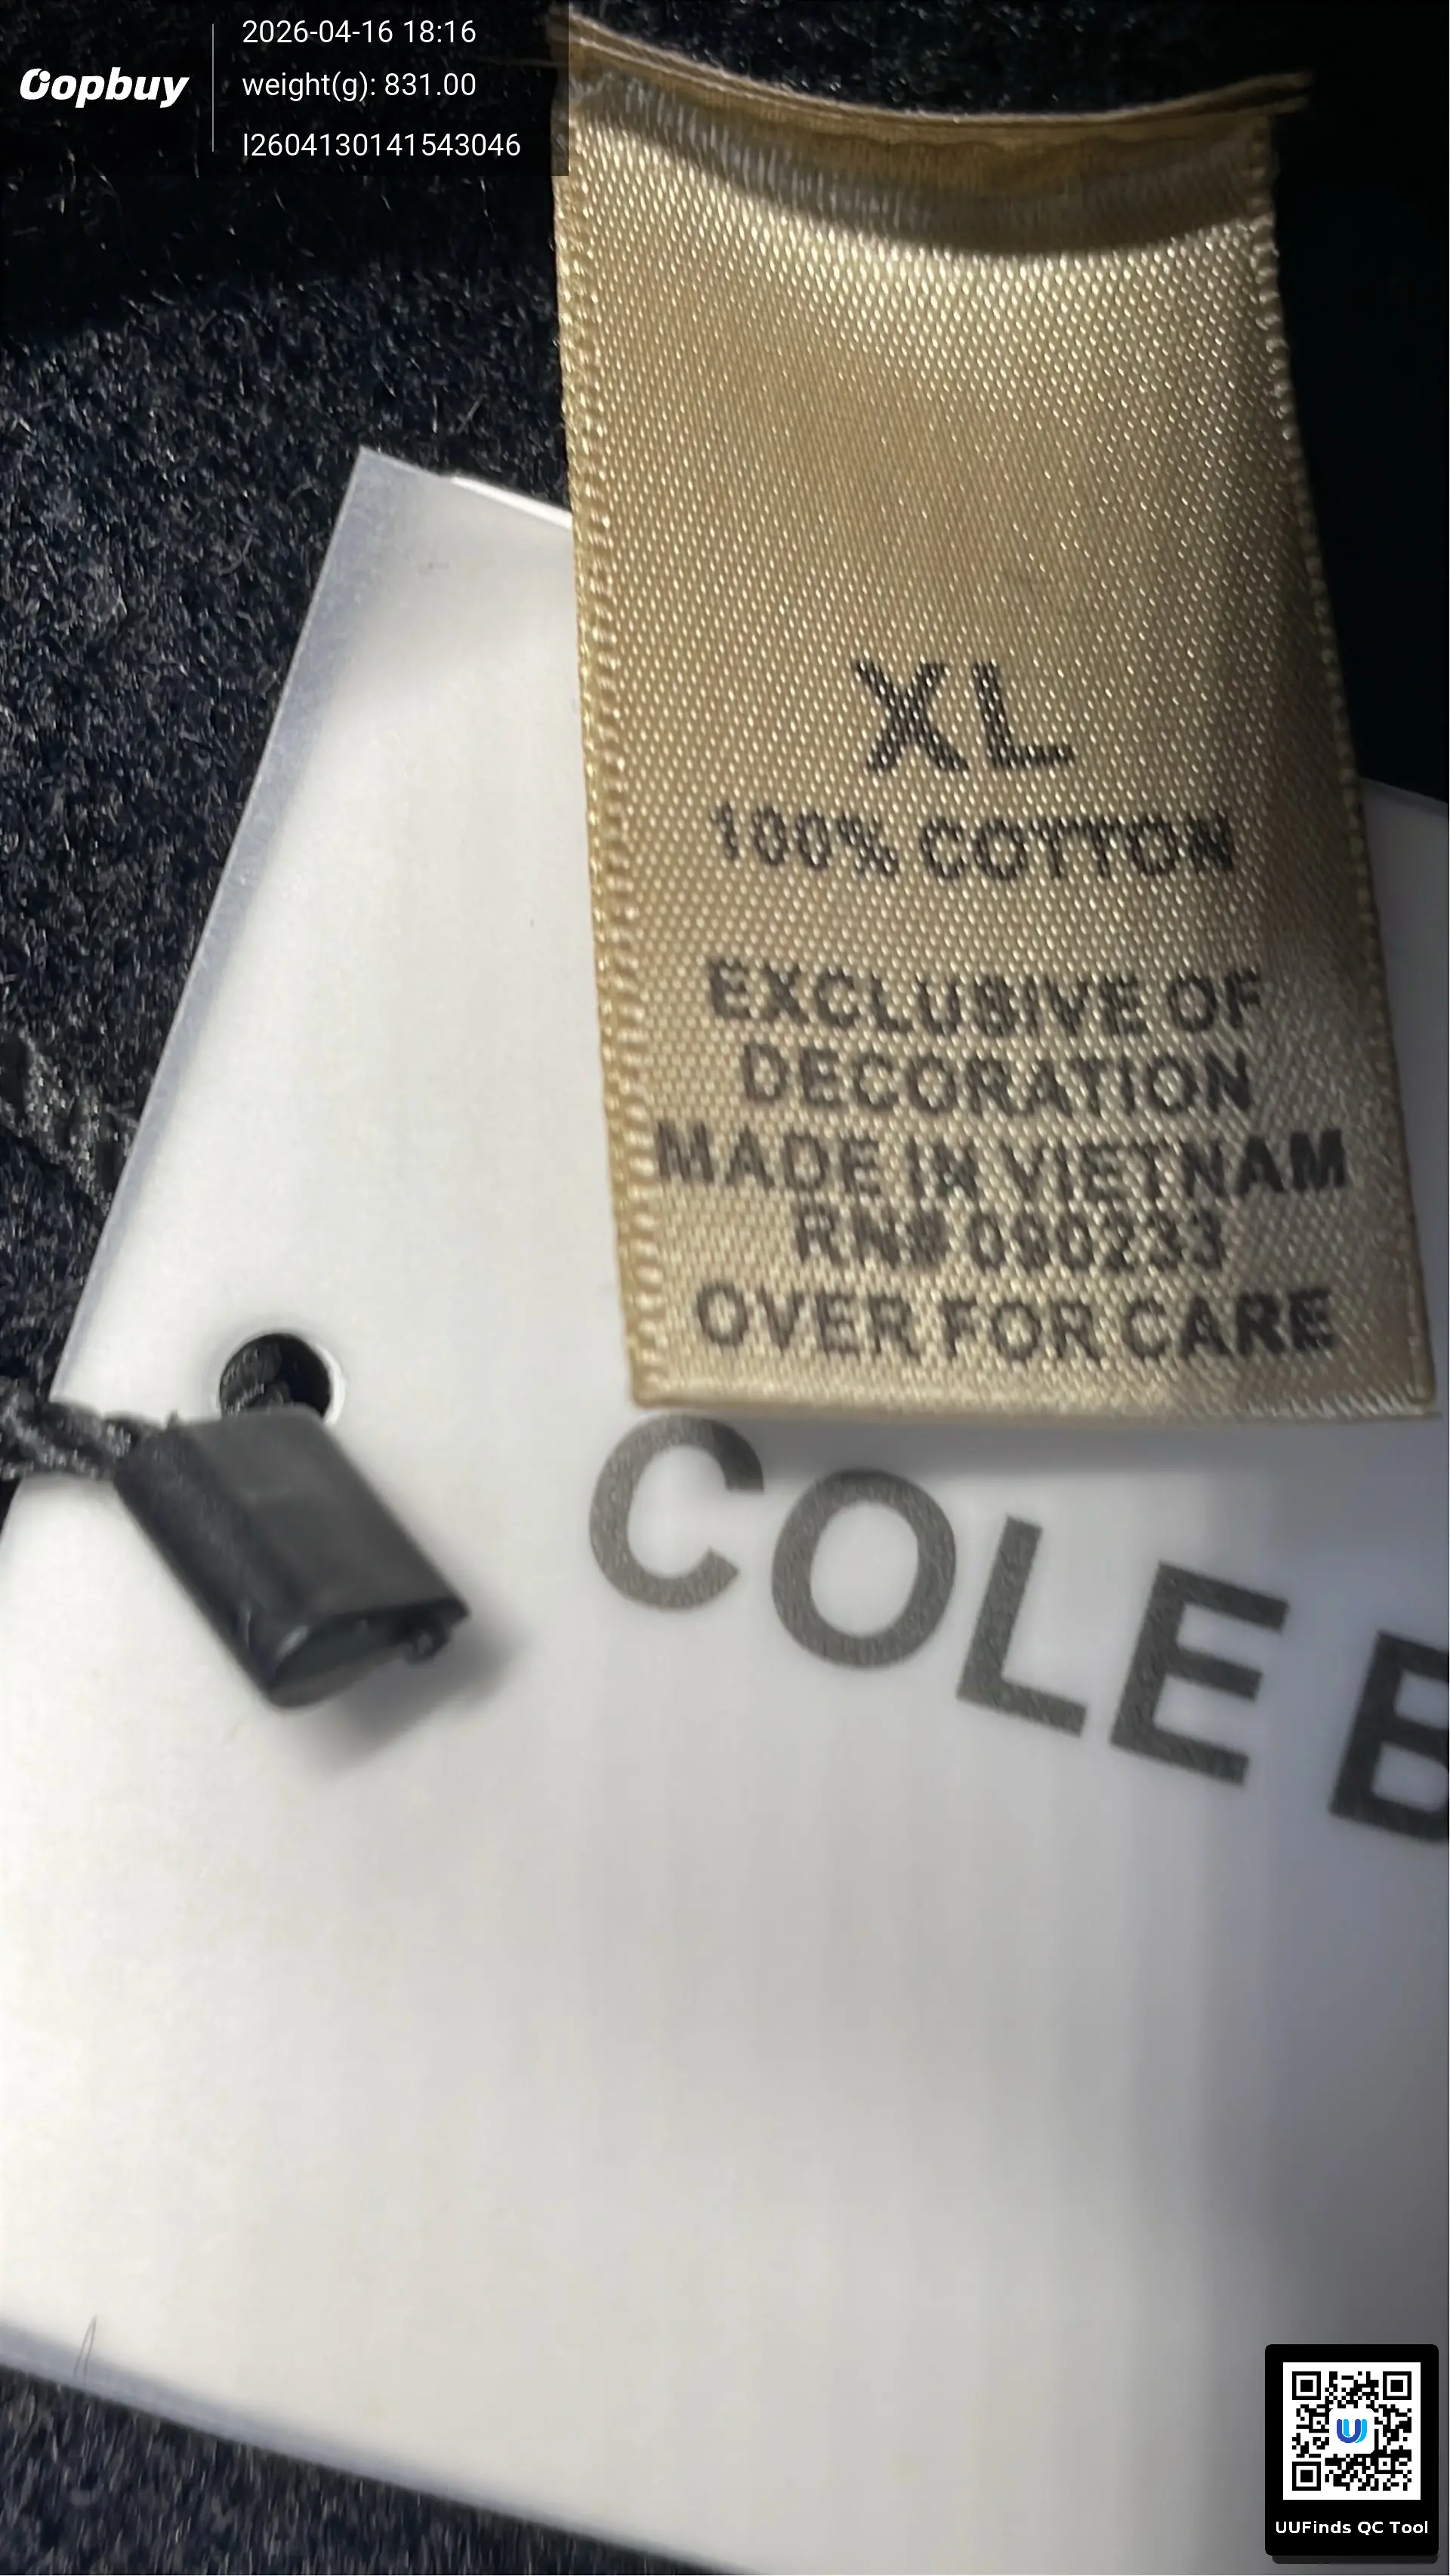 Oopbuy
2026-04-16 18:16
weight(g): 831.00
I2604130141543046
XL
100% COTTON
EXCLUSIVE OF
DECORATION
MADE IN VIETNAM
RN# 090233
OVER FOR CARE
COLE B
UUFinds QC Tool